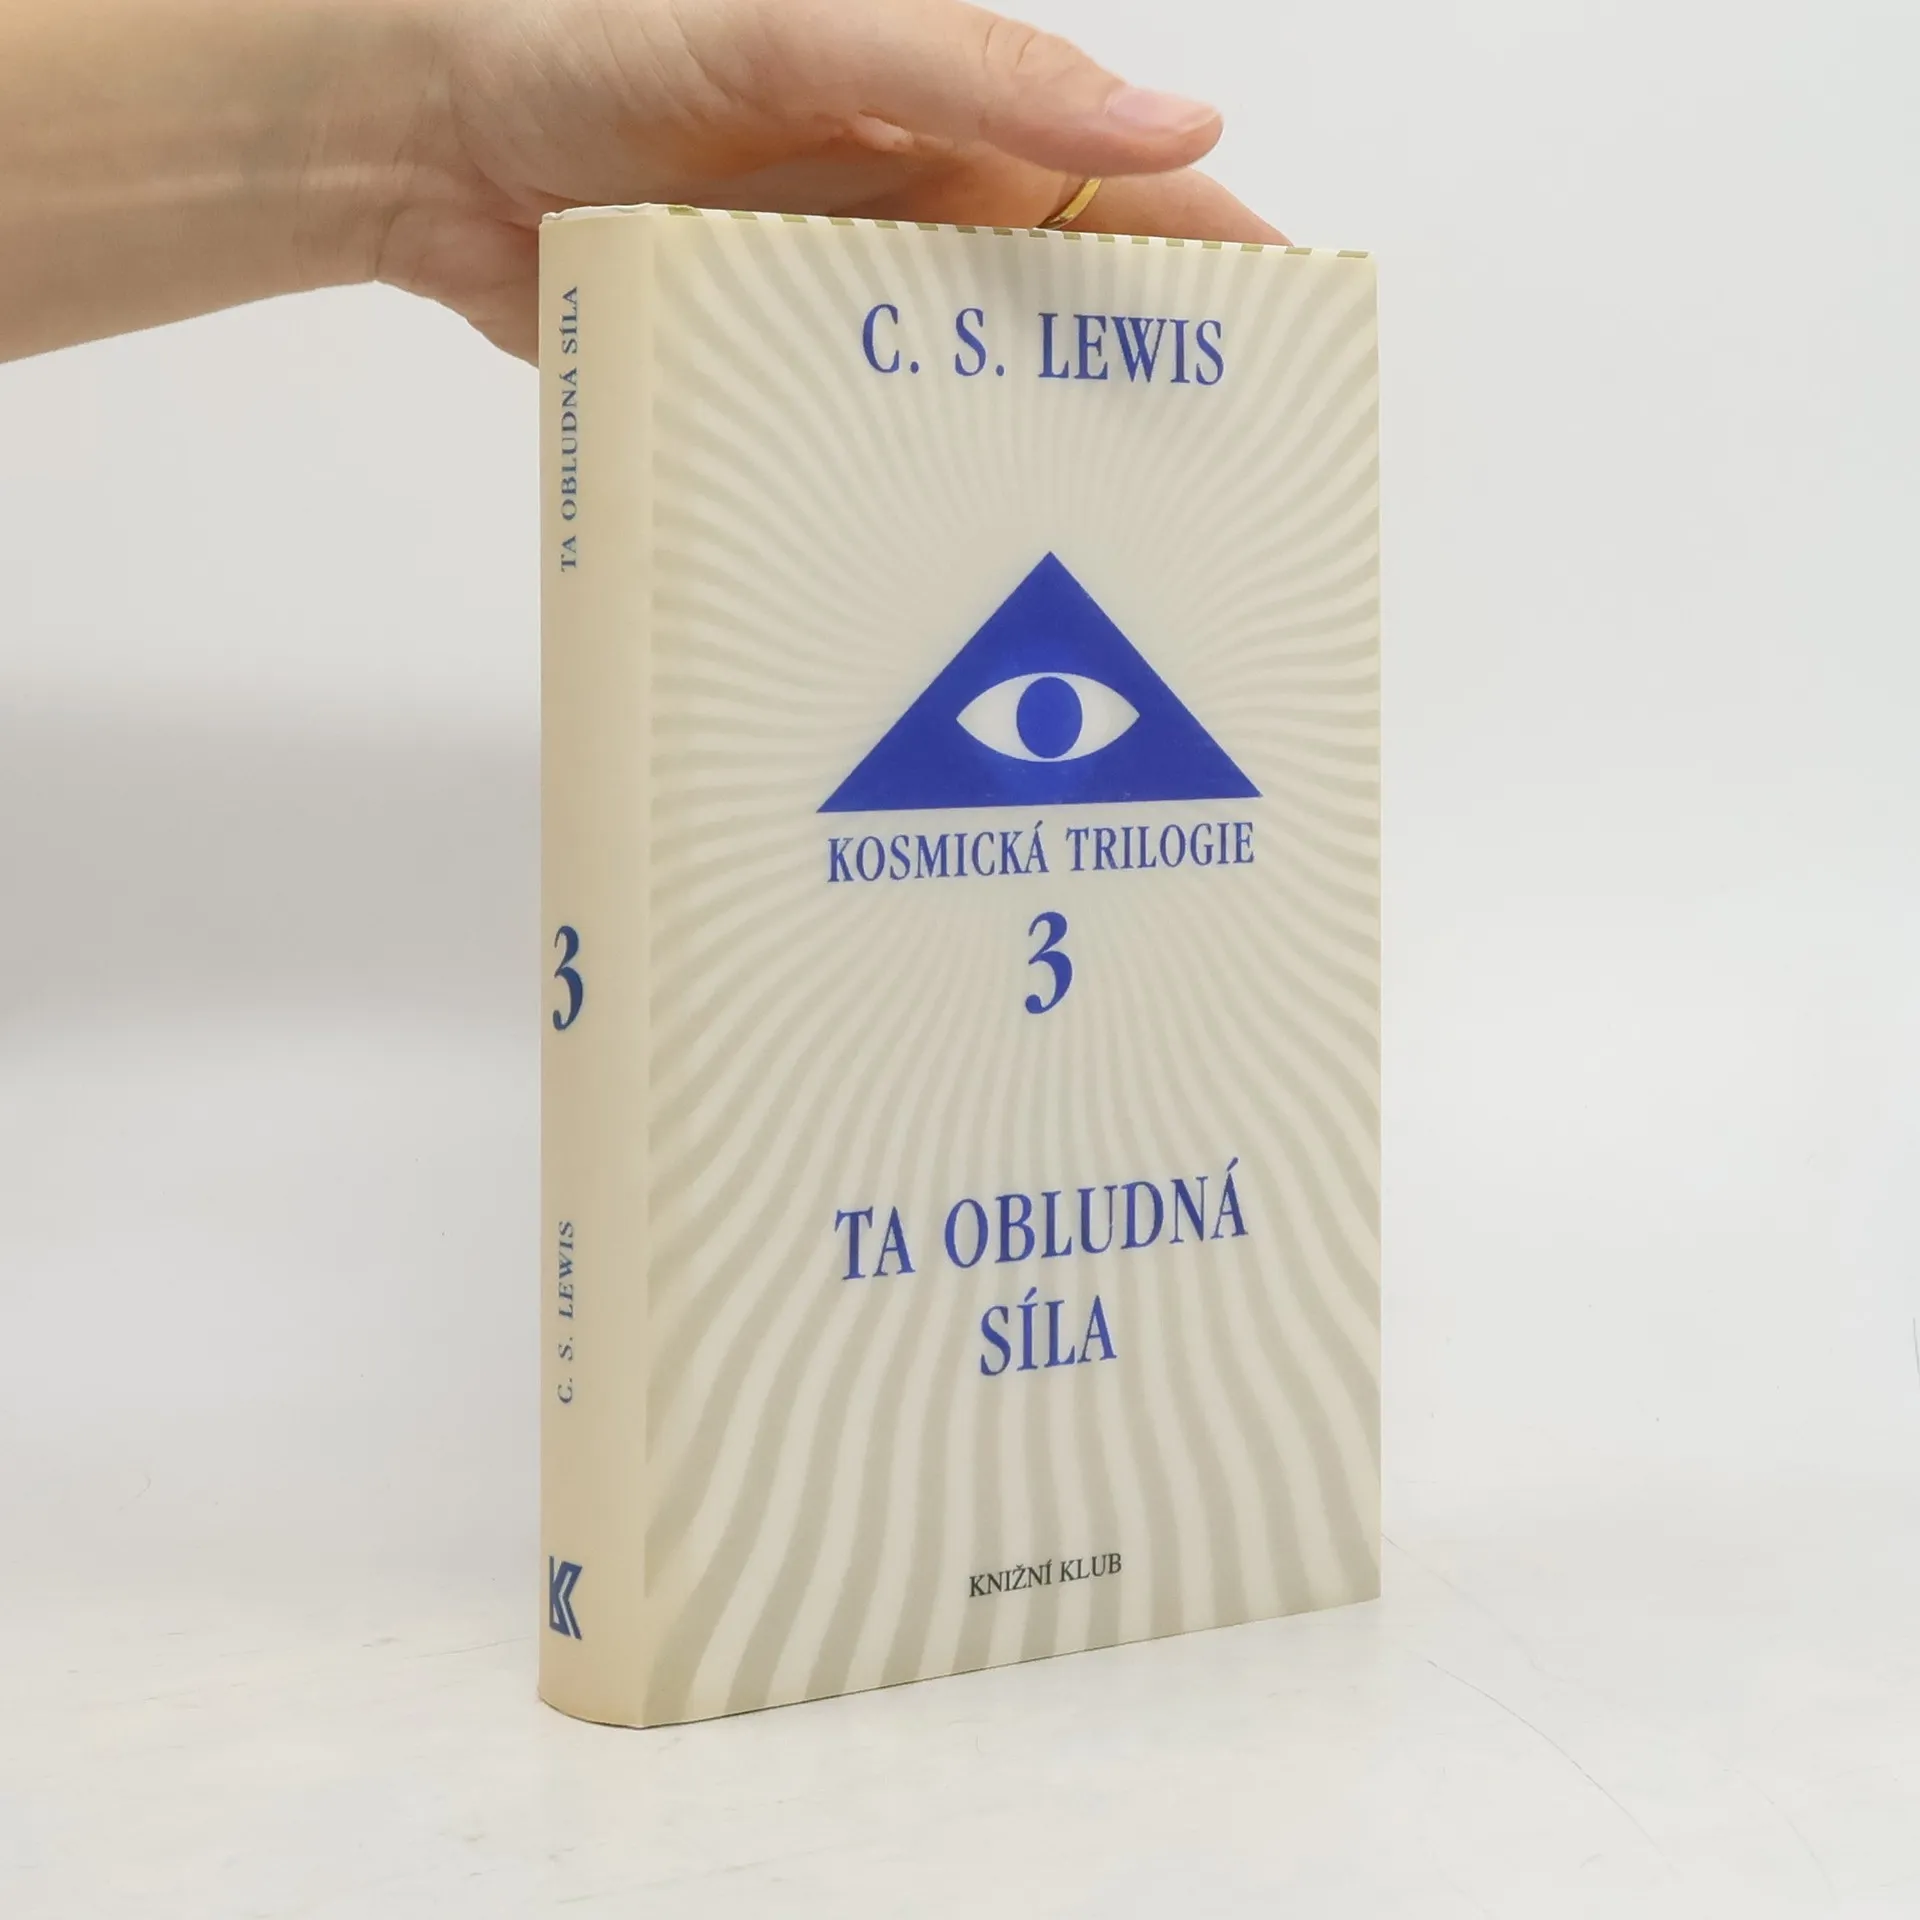 TA OBLUDNÁ SÍLA
3
C. S. LEWIS
C. S. LEWIS
KOSMICKÁ TRILOGIE
3
TA OBLUDNÁ
SÍLA
KNIŽNÍ KLUB